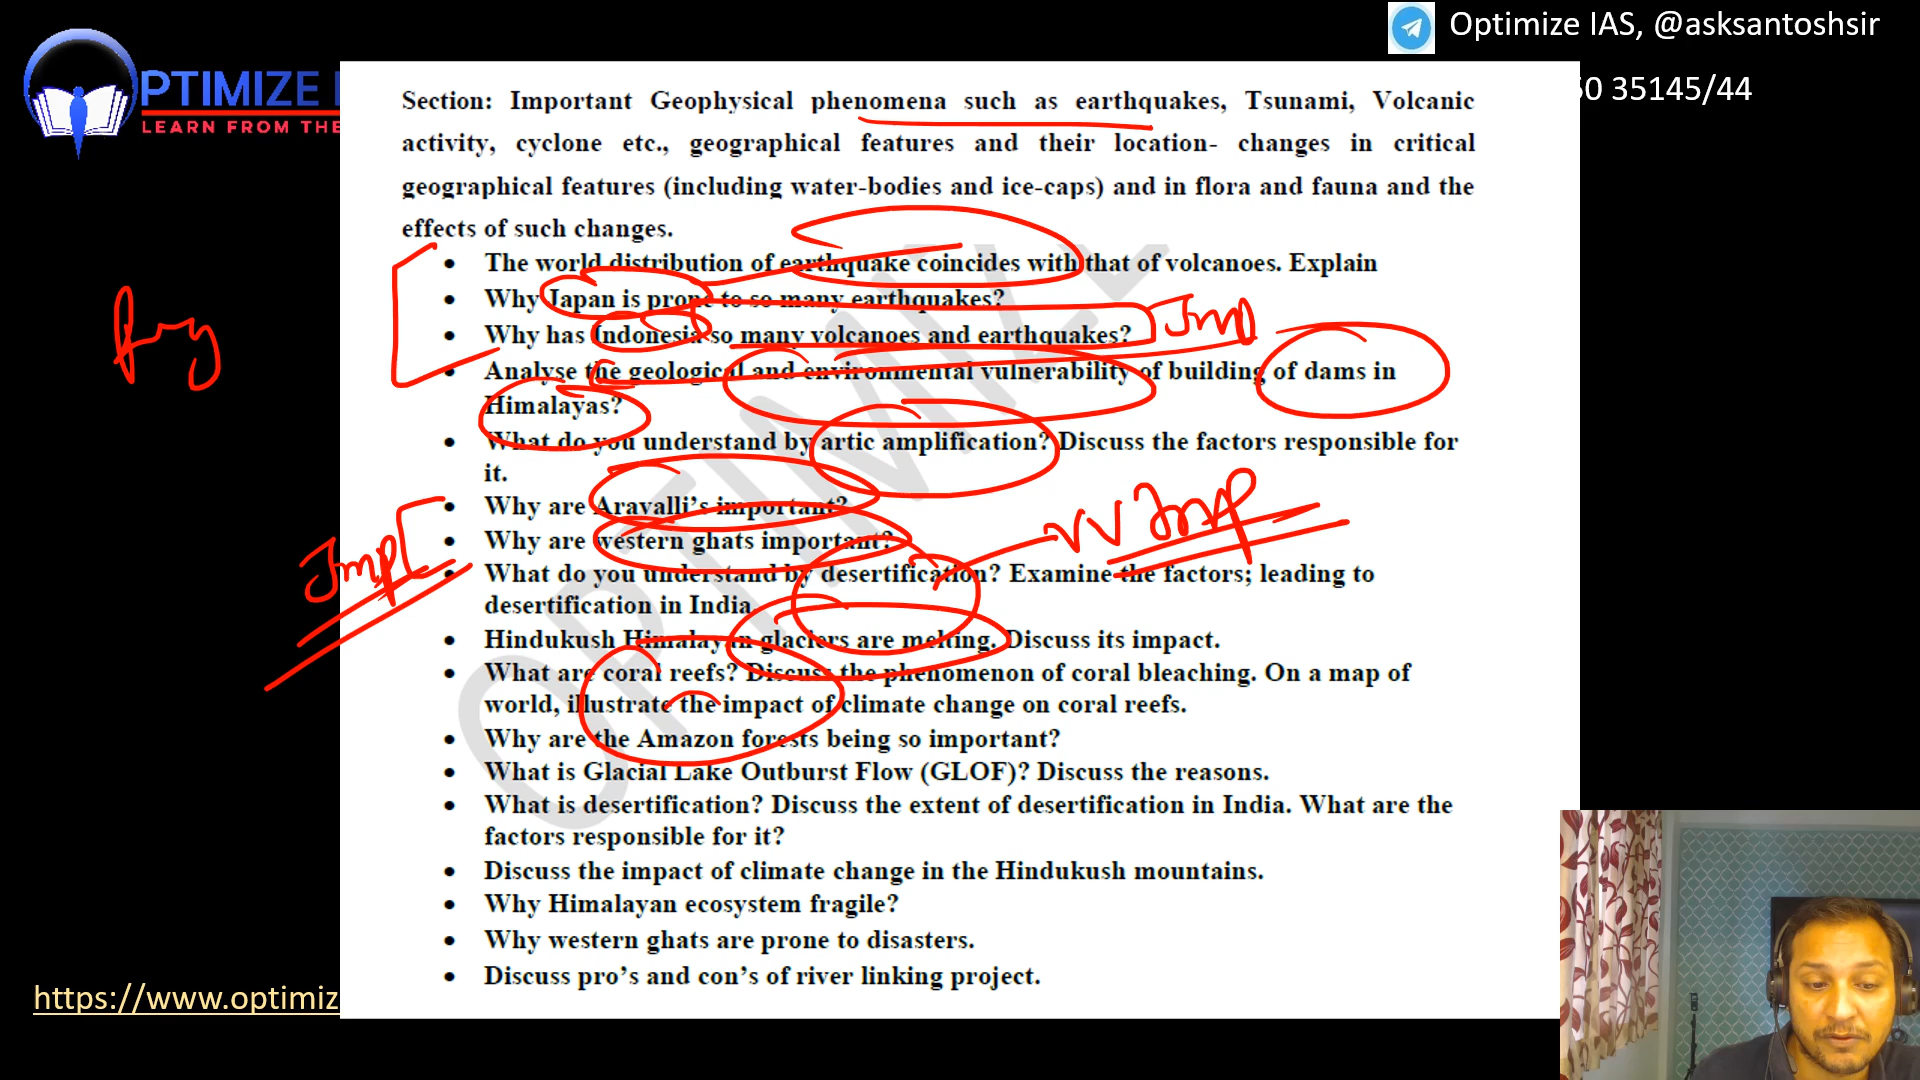 Optimize IAS, @asksantoshsir
PTIMIZE
LEARN FROM THE
50 35145/44
Section: Important Geophysical phenomena such as earthquakes, Tsunami, Volcanic
activity, cyclone etc., geographical features and their location- changes in critical
geographical features (including water-bodies and ice-caps) and in flora and fauna and the
effects of such changes.
• The world distribution of earthquake coincides with that of volcanoes. Explain
• Why Japan is prone to so many earthquakes?
• Why has Indonesia so many volcanoes and earthquakes?
Imp
• Analyse the geological and environmental vulnerability of building of dams in
Himalayas?
• What do you understand by artic amplification? Discuss the factors responsible for
it.
• Why are Aravalli's important?
VV Imp
• Why are western ghats important?
Imp
• What do you understand by desertification? Examine the factors; leading to
desertification in India.
• Hindukush Himalayan glaciers are melting. Discuss its impact.
• What are coral reefs? Discuss the phenomenon of coral bleaching. On a map of
world, illustrate the impact of climate change on coral reefs.
• Why are the Amazon forests being so important?
• What is Glacial Lake Outburst Flow (GLOF)? Discuss the reasons.
• What is desertification? Discuss the extent of desertification in India. What are the
factors responsible for it?
• Discuss the impact of climate change in the Hindukush mountains.
• Why Himalayan ecosystem fragile?
• Why western ghats are prone to disasters.
• Discuss pro's and con's of river linking project.
https://www.optimiz